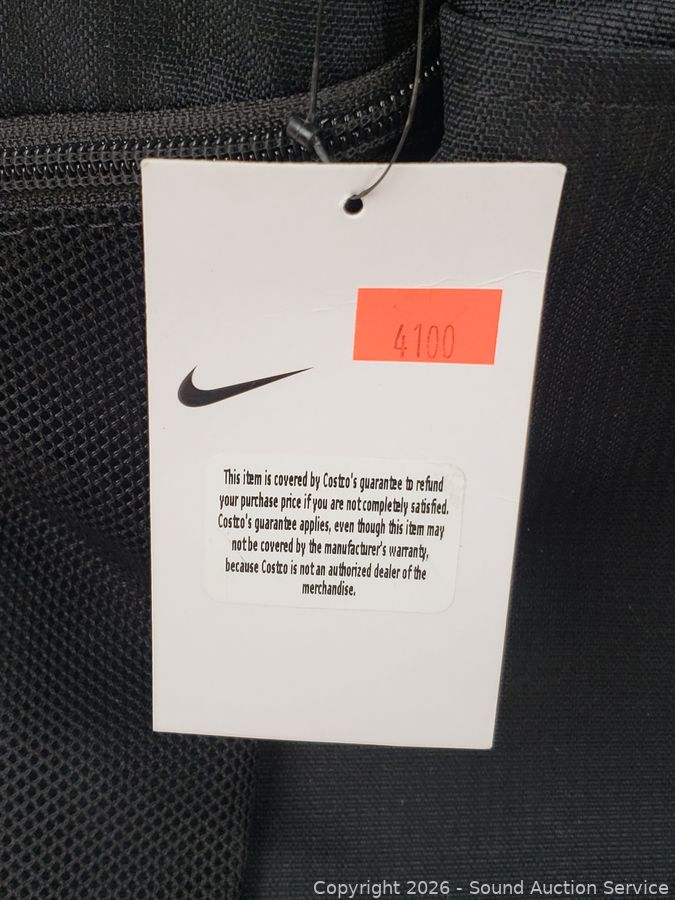 4100
This item is covered by Costco's guarantee to refund
your purchase price if you are not completely satisfied.
Costco's guarantee applies, even though this item may
not be covered by the manufacturer's warranty,
because Costco is not an authorized dealer of the
merchandise.
Copyright 2026 - Sound Auction Service